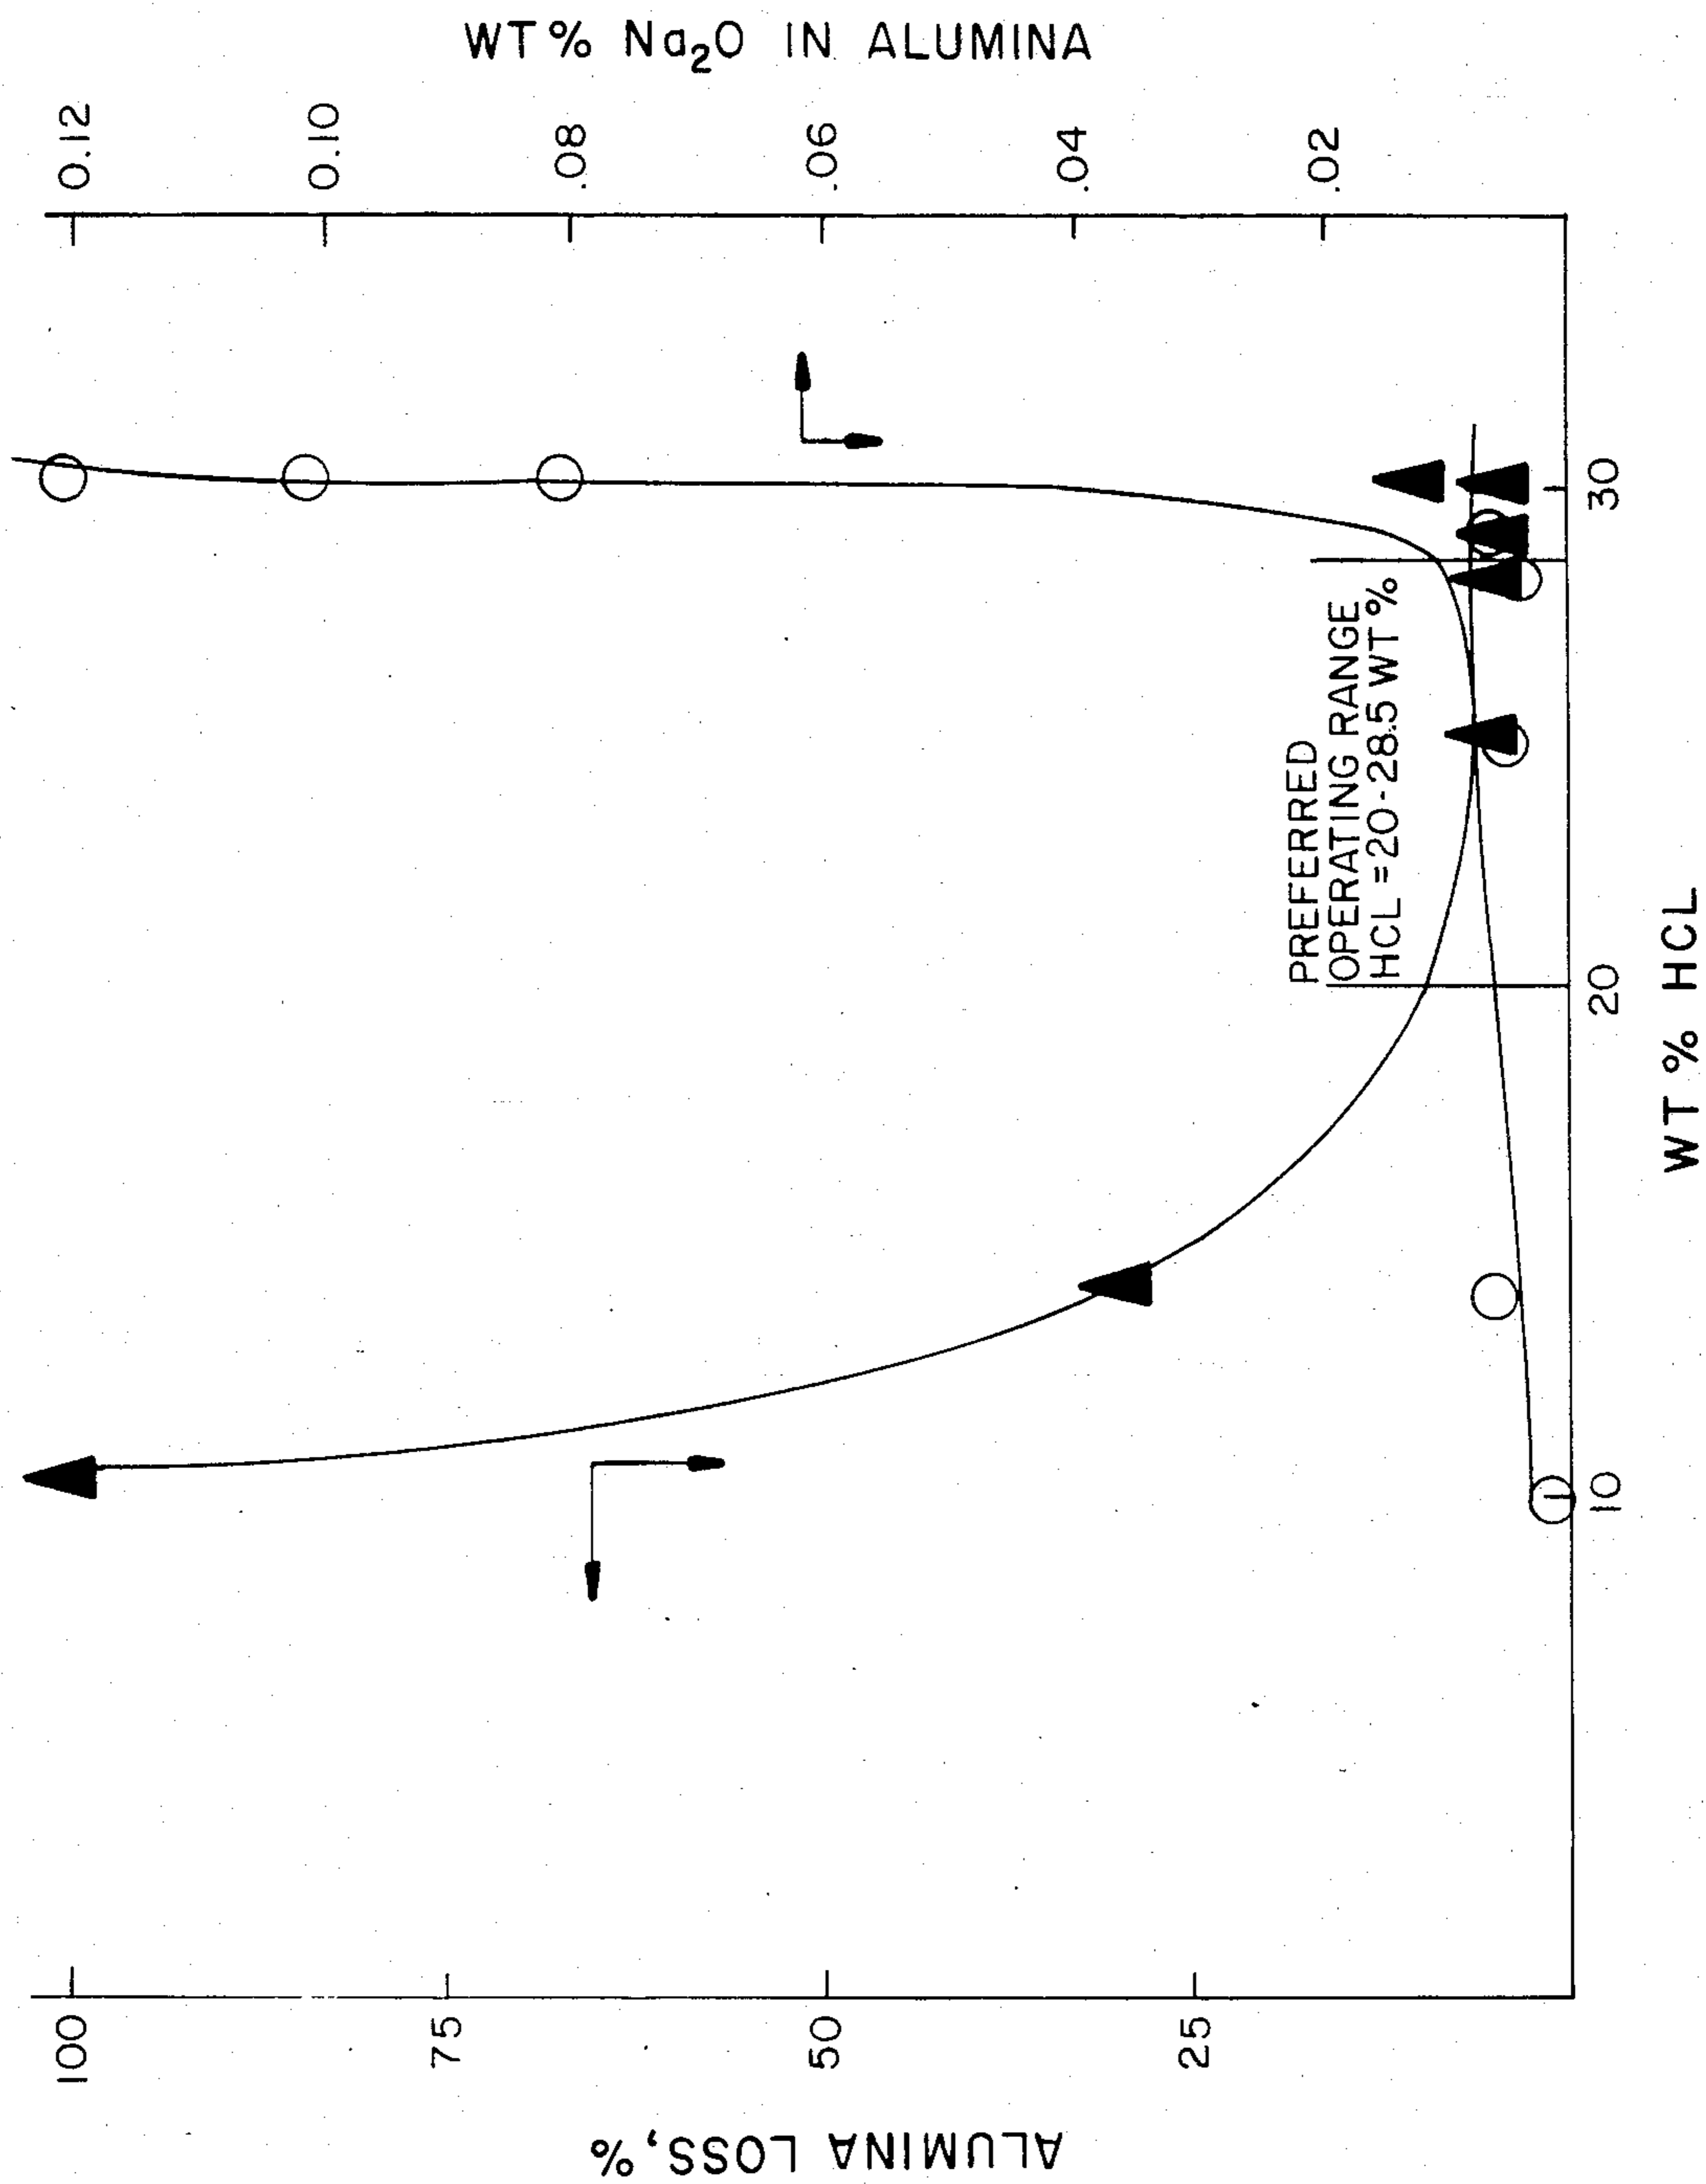 WT% Na₂O IN ALUMINA
0.12
0.10
.08
.06
.04
.02
PREFERRED
OPERATING RANGE
HCL = 20-28.5 WT %
100
75
50
25
ALUMINA LOSS, %
10
20
30
WT % HCL